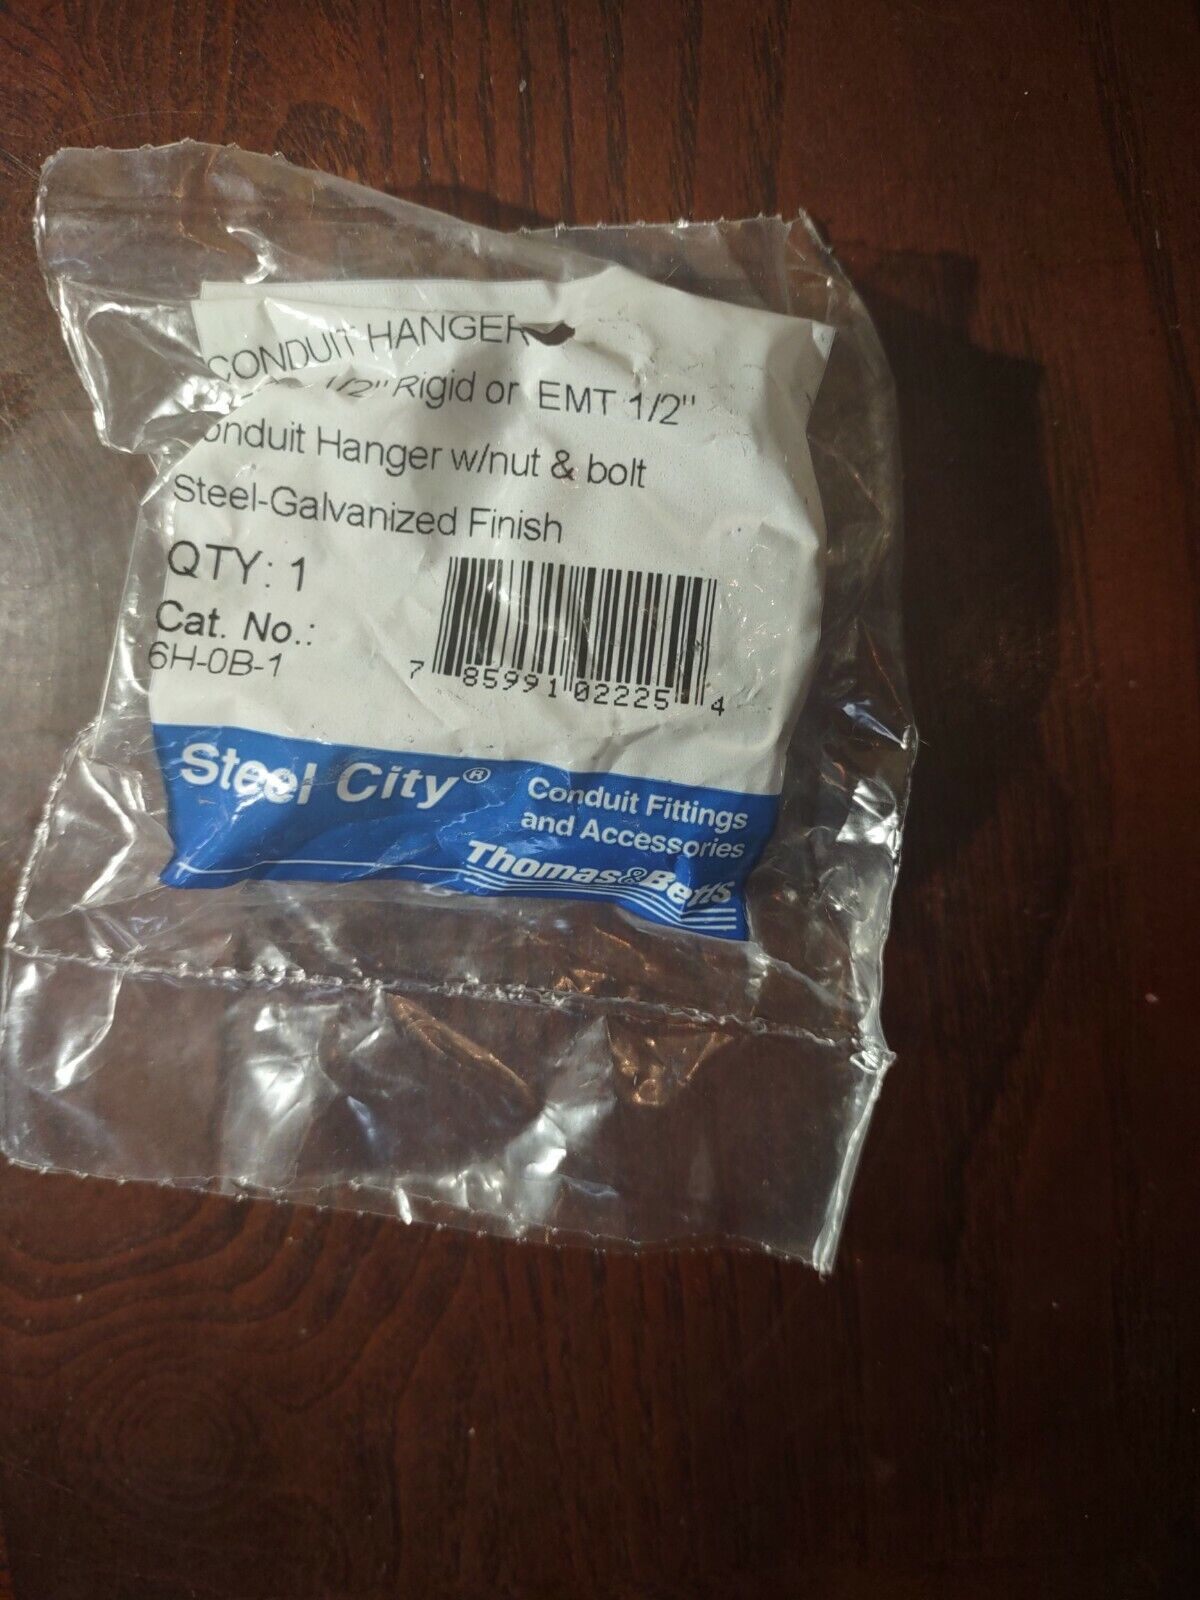 CONDUIT HANGER
1/2" Rigid or EMT 1/2"
onduit Hanger w/nut & bolt
Steel-Galvanized Finish
QTY: 1
Cat. No.:
6H-0B-1
7 85991 02225 4
Steel City®
Conduit Fittings
and Accessories
Thomas&Betts